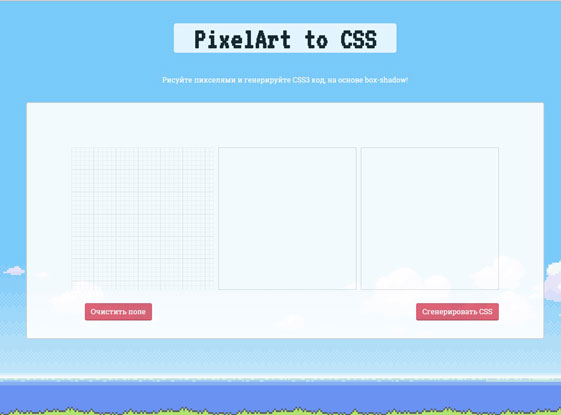 PixelArt to CSS
Рисуйте пикселями и генерируйте CSS3 код, на основе box-shadow!
Очистить поле
Сгенерировать CSS